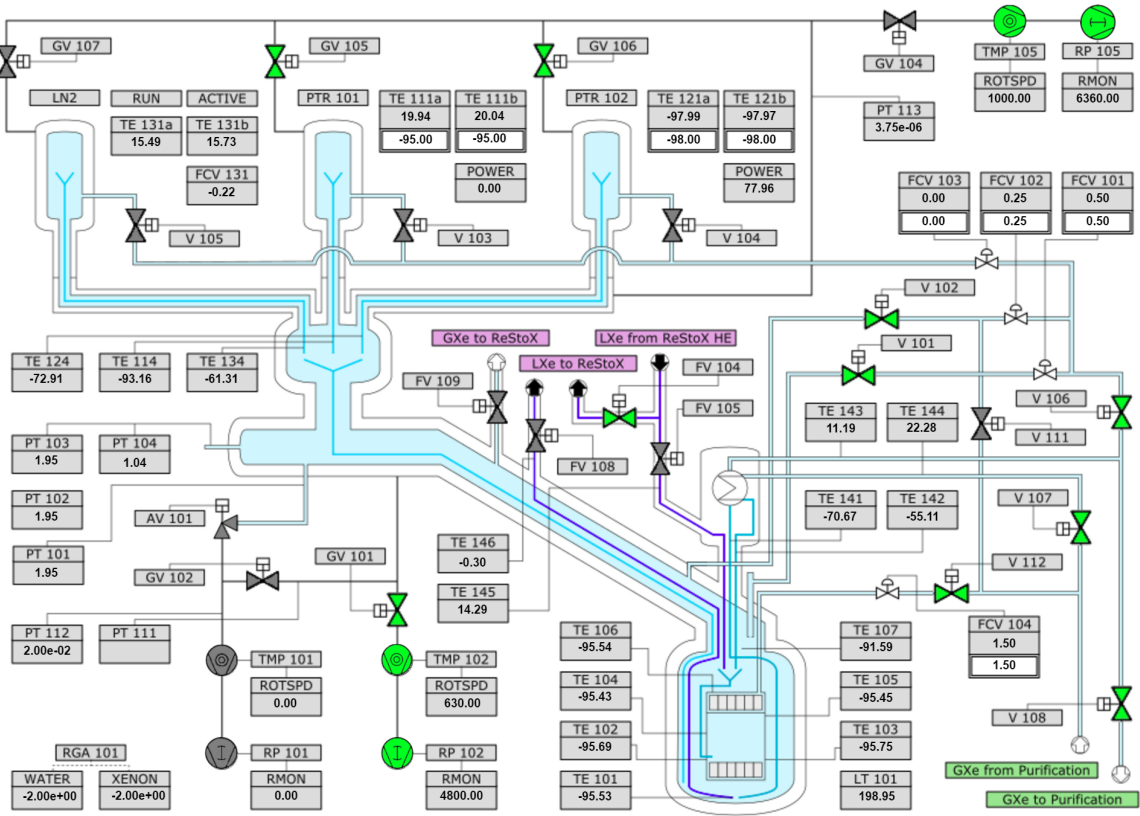 GV 107
GV 105
GV 106
GV 104
TMP 105
ROTSPD
1000.00
RP 105
RMON
6360.00
LN2
RUN
ACTIVE
TE 131a
15.49
TE 131b
15.73
FCV 131
-0.22
PTR 101
TE 111a
19.94
-95.00
TE 111b
20.04
-95.00
POWER
0.00
PTR 102
TE 121a
-97.99
-98.00
TE 121b
-97.97
-98.00
POWER
77.96
PT 113
3.75e-06
FCV 103
0.00
0.00
FCV 102
0.25
0.25
FCV 101
0.50
0.50
V 105
V 103
V 104
V 102
V 101
TE 124
-72.91
TE 114
-93.16
TE 134
-61.31
GXe to ReStoX
LXe from ReStoX HE
LXe to ReStoX
FV 109
FV 104
FV 105
FV 108
V 106
V 111
TE 143
11.19
TE 144
22.28
PT 103
1.95
PT 104
1.04
PT 102
1.95
PT 101
1.95
AV 101
GV 102
GV 101
TE 141
-70.67
TE 142
-55.11
V 107
V 112
TE 146
-0.30
TE 145
14.29
FCV 104
1.50
1.50
PT 112
2.00e-02
PT 111
TMP 101
ROTSPD
0.00
TMP 102
ROTSPD
630.00
TE 106
-95.54
TE 107
-91.59
TE 104
-95.43
TE 105
-95.45
TE 102
-95.69
TE 103
-95.75
TE 101
-95.53
LT 101
198.95
V 108
RGA 101
WATER
-2.00e+00
XENON
-2.00e+00
RP 101
RMON
0.00
RP 102
RMON
4800.00
GXe from Purification
GXe to Purification